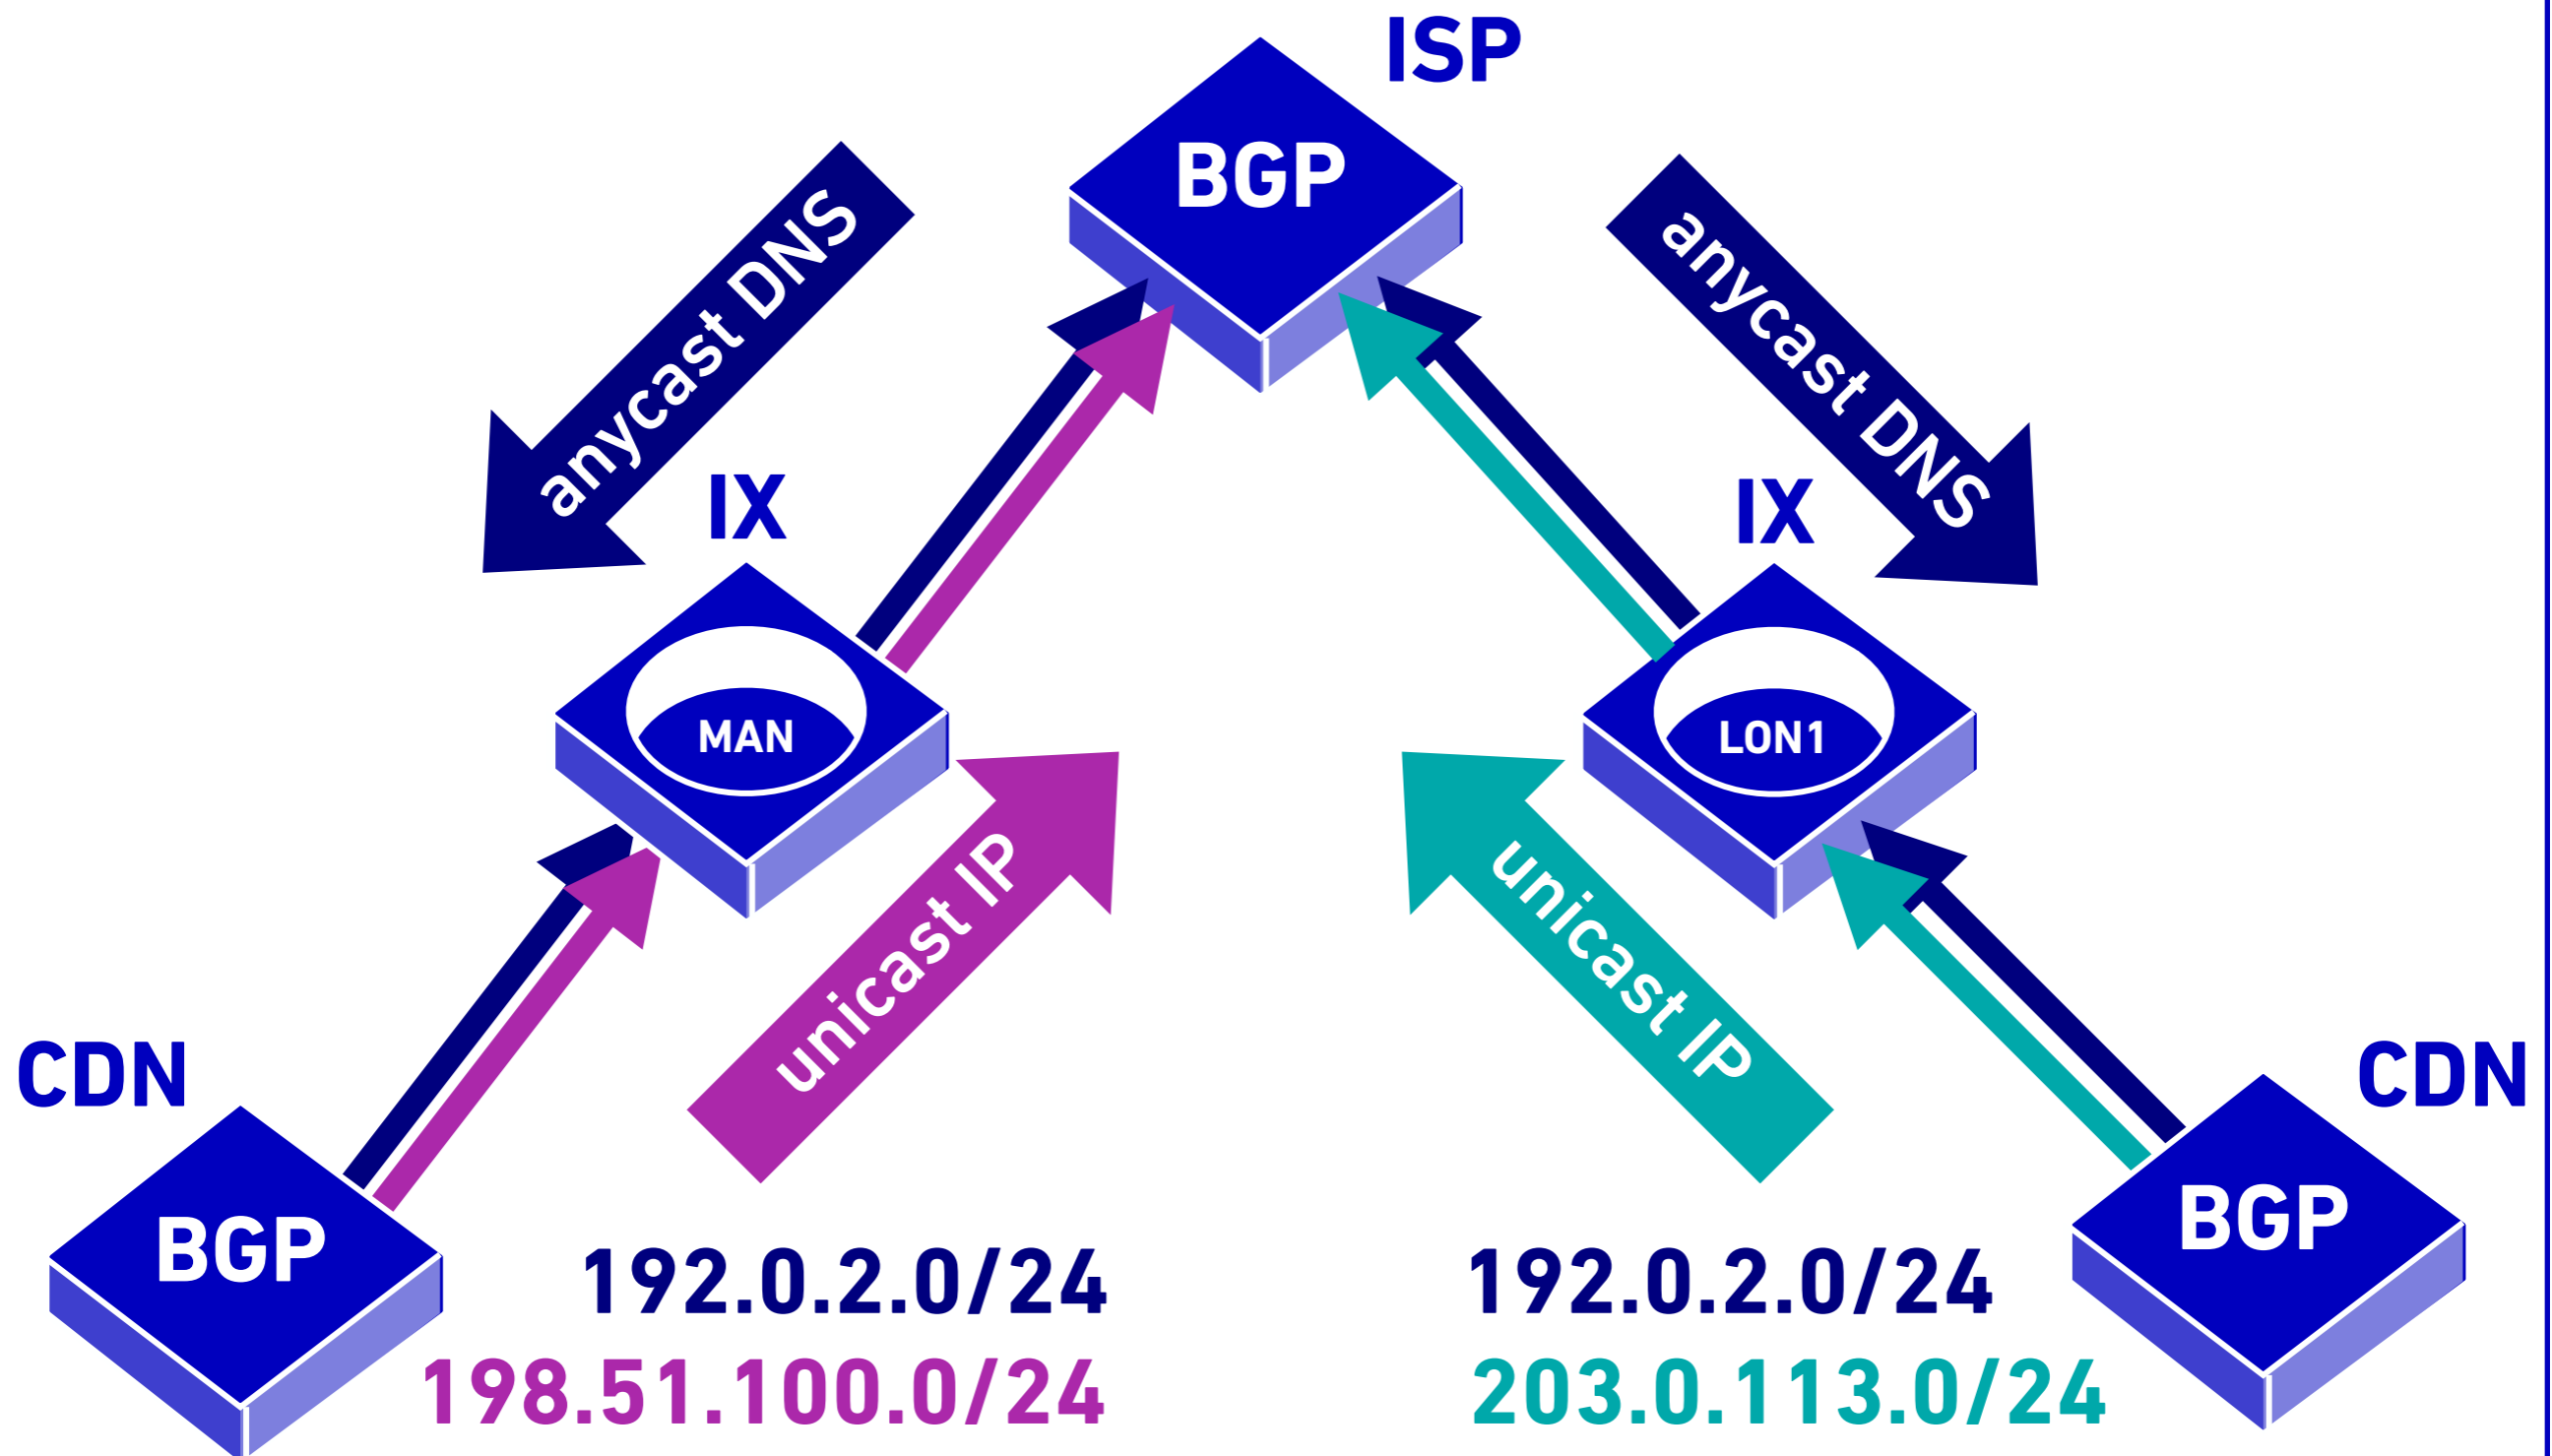 ISP
BGP
anycast DNS
anycast DNS
IX
IX
MAN
LON1
unicast IP
unicast IP
CDN
CDN
BGP
BGP
192.0.2.0/24
192.0.2.0/24
198.51.100.0/24
203.0.113.0/24